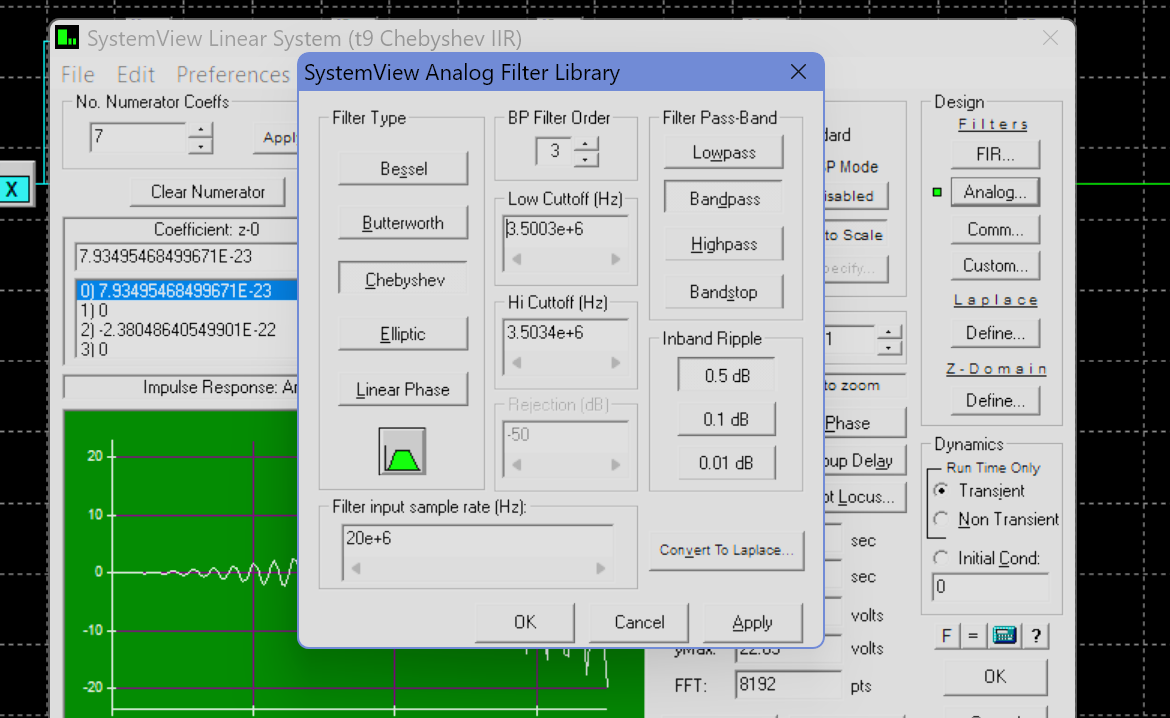 SystemView Linear System (t9 Chebyshev IIR)
File Edit Preferences
SystemView Analog Filter Library
No. Numerator Coeffs
7
Clear Numerator
Coefficient: z-0
7.93495468499671E-23
0) 7.93495468499671E-23
1) 0
2) -2.38048640549901E-22
3) 0
Impulse Response:
20
10
0
-10
-20
X
Filter Type
Bessel
Butterworth
Chebyshev
Elliptic
Linear Phase
BP Filter Order
3
Low Cuttoff (Hz)
3.5003e+6
Hi Cuttoff (Hz)
3.5034e+6
Rejection (dB)
-50
Filter Pass-Band
Lowpass
Bandpass
Highpass
Bandstop
Inband Ripple
0.5 dB
0.1 dB
0.01 dB
Filter input sample rate (Hz):
20e+6
Convert To Laplace...
OK
Cancel
Apply
Mode
Scale
1
zoom
Phase
Delay
Locus...
sec
sec
volts
volts
FFT:
8192
pts
Design
Filters
FIR...
Analog...
Comm...
Custom...
Laplace
Define...
Z-Domain
Define...
Dynamics
Run Time Only
Transient
Non Transient
Initial Cond:
0
F = ?
OK